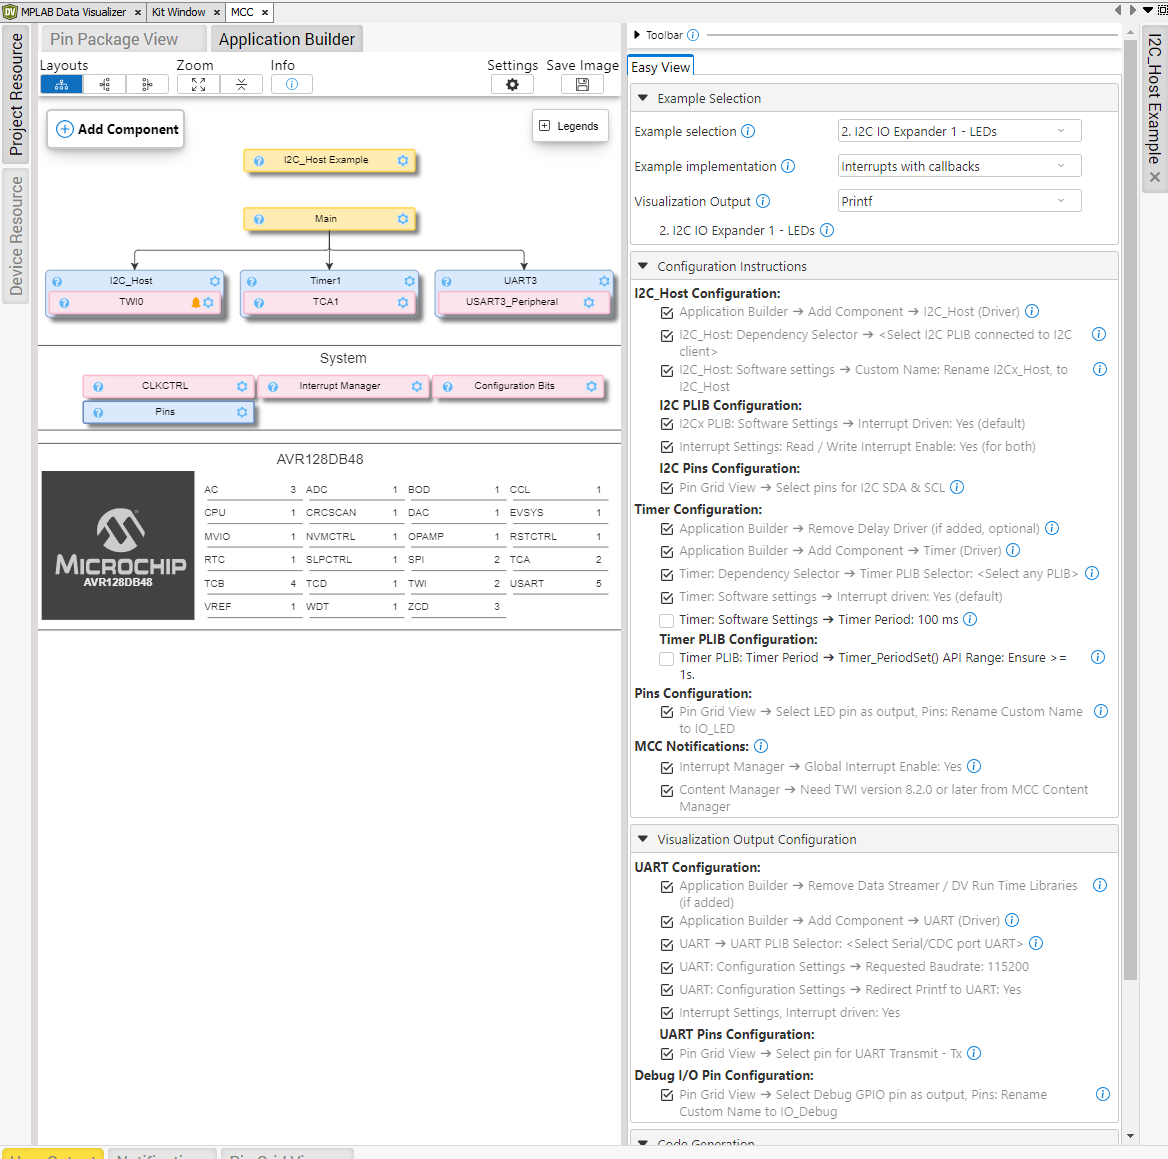 MPLAB Data Visualizer × Kit Window × MCC ×
Project Resource
Device Resource
Pin Package View Application Builder
Layouts Zoom Info Settings Save Image
Add Component
Legends
I2C_Host Example
Main
I2C_Host Timer1 UART3
TWI0 TCA1 USART3_Peripheral
System
CLKCTRL Interrupt Manager Configuration Bits
Pins
AVR128DB48
MICROCHIP
AVR128DB48
AC 3 ADC 1 BOD 1 CCL 1
CPU 1 CRCSCAN 1 DAC 1 EVSYS 1
MVIO 1 NVMCTRL 1 OPAMP 1 RSTCTRL 1
RTC 1 SLPCTRL 1 SPI 2 TCA 2
TCB 4 TCD 1 TWI 2 USART 5
VREF 1 WDT 1 ZCD 3
Toolbar
Easy View
Example Selection
Example selection 2. I2C IO Expander 1 - LEDs
Example implementation Interrupts with callbacks
Visualization Output Printf
2. I2C IO Expander 1 - LEDs
Configuration Instructions
I2C_Host Configuration:
Application Builder → Add Component → I2C_Host (Driver)
I2C_Host: Dependency Selector → <Select I2C PLIB connected to I2C
client>
I2C_Host: Software settings → Custom Name: Rename I2Cx_Host, to
I2C_Host
I2C PLIB Configuration:
I2Cx PLIB: Software Settings → Interrupt Driven: Yes (default)
Interrupt Settings: Read / Write Interrupt Enable: Yes (for both)
I2C Pins Configuration:
Pin Grid View → Select pins for I2C SDA & SCL
Timer Configuration:
Application Builder → Remove Delay Driver (if added, optional)
Application Builder → Add Component → Timer (Driver)
Timer: Dependency Selector → Timer PLIB Selector: <Select any PLIB>
Timer: Software settings → Interrupt driven: Yes (default)
Timer: Software Settings → Timer Period: 100 ms
Timer PLIB Configuration:
Timer PLIB: Timer Period → Timer_PeriodSet() API Range: Ensure >=
1s.
Pins Configuration:
Pin Grid View → Select LED pin as output, Pins: Rename Custom Name
to IO_LED
MCC Notifications:
Interrupt Manager → Global Interrupt Enable: Yes
Content Manager → Need TWI version 8.2.0 or later from MCC Content
Manager
Visualization Output Configuration
UART Configuration:
Application Builder → Remove Data Streamer / DV Run Time Libraries
(if added)
Application Builder → Add Component → UART (Driver)
UART → UART PLIB Selector: <Select Serial/CDC port UART>
UART: Configuration Settings → Requested Baudrate: 115200
UART: Configuration Settings → Redirect Printf to UART: Yes
Interrupt Settings, Interrupt driven: Yes
UART Pins Configuration:
Pin Grid View → Select pin for UART Transmit - Tx
Debug I/O Pin Configuration:
Pin Grid View → Select Debug GPIO pin as output, Pins: Rename
Custom Name to IO_Debug
Code Generation
I2C_Host Example ×